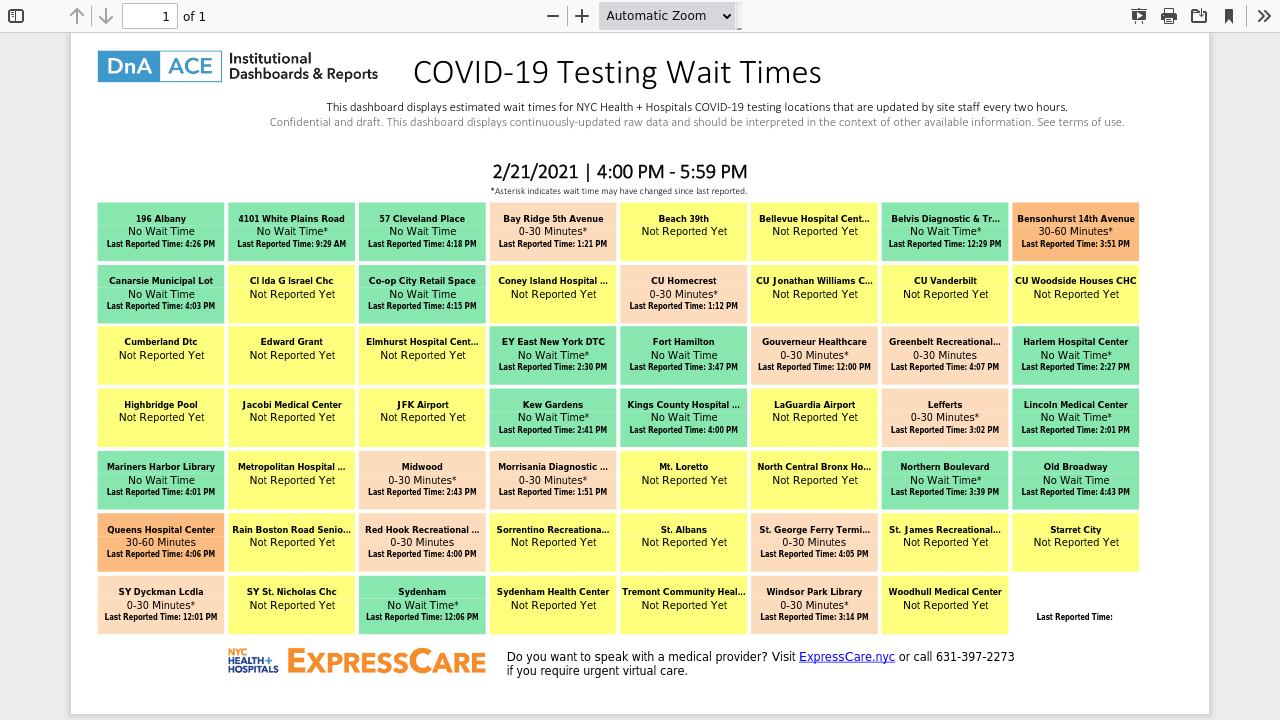 1 of 1
Automatic Zoom
DnA ACE Institutional
Dashboards & Reports
COVID-19 Testing Wait Times
This dashboard displays estimated wait times for NYC Health + Hospitals COVID-19 testing locations that are updated by site staff every two hours.
Confidential and draft. This dashboard displays continuously-updated raw data and should be interpreted in the context of other available information. See terms of use.
2/21/2021 | 4:00 PM - 5:59 PM
*Asterisk indicates wait time may have changed since last reported.
196 Albany
No Wait Time
Last Reported Time: 4:26 PM
4101 White Plains Road
No Wait Time*
Last Reported Time: 9:29 AM
57 Cleveland Place
No Wait Time
Last Reported Time: 4:18 PM
Bay Ridge 5th Avenue
0-30 Minutes*
Last Reported Time: 1:21 PM
Beach 39th
Not Reported Yet
Bellevue Hospital Cent...
Not Reported Yet
Belvis Diagnostic & Tr...
No Wait Time*
Last Reported Time: 12:29 PM
Bensonhurst 14th Avenue
30-60 Minutes*
Last Reported Time: 3:51 PM
Canarsie Municipal Lot
No Wait Time
Last Reported Time: 4:03 PM
Cl Ida G Israel Chc
Not Reported Yet
Co-op City Retail Space
No Wait Time
Last Reported Time: 4:15 PM
Coney Island Hospital ...
Not Reported Yet
CU Homecrest
0-30 Minutes*
Last Reported Time: 1:12 PM
CU Jonathan Williams C...
Not Reported Yet
CU Vanderbilt
Not Reported Yet
CU Woodside Houses CHC
Not Reported Yet
Cumberland Dtc
Not Reported Yet
Edward Grant
Not Reported Yet
Elmhurst Hospital Cent...
Not Reported Yet
EY East New York DTC
No Wait Time*
Last Reported Time: 2:30 PM
Fort Hamilton
No Wait Time
Last Reported Time: 3:47 PM
Gouverneur Healthcare
0-30 Minutes*
Last Reported Time: 12:00 PM
Greenbelt Recreational...
0-30 Minutes
Last Reported Time: 4:07 PM
Harlem Hospital Center
No Wait Time*
Last Reported Time: 2:27 PM
Highbridge Pool
Not Reported Yet
Jacobi Medical Center
Not Reported Yet
JFK Airport
Not Reported Yet
Kew Gardens
No Wait Time*
Last Reported Time: 2:41 PM
Kings County Hospital ...
No Wait Time
Last Reported Time: 4:00 PM
LaGuardia Airport
Not Reported Yet
Lefferts
0-30 Minutes*
Last Reported Time: 3:02 PM
Lincoln Medical Center
No Wait Time*
Last Reported Time: 2:01 PM
Mariners Harbor Library
No Wait Time
Last Reported Time: 4:01 PM
Metropolitan Hospital ...
Not Reported Yet
Midwood
0-30 Minutes*
Last Reported Time: 2:43 PM
Morrisania Diagnostic ...
0-30 Minutes*
Last Reported Time: 1:51 PM
Mt. Loretto
Not Reported Yet
North Central Bronx Ho...
Not Reported Yet
Northern Boulevard
No Wait Time*
Last Reported Time: 3:39 PM
Old Broadway
No Wait Time
Last Reported Time: 4:43 PM
Queens Hospital Center
30-60 Minutes
Last Reported Time: 4:06 PM
Rain Boston Road Senio...
Not Reported Yet
Red Hook Recreational ...
0-30 Minutes
Last Reported Time: 4:00 PM
Sorrentino Recreationa...
Not Reported Yet
St. Albans
Not Reported Yet
St. George Ferry Termi...
0-30 Minutes
Last Reported Time: 4:05 PM
St. James Recreational...
Not Reported Yet
Starret City
Not Reported Yet
SY Dyckman Lcdla
0-30 Minutes*
Last Reported Time: 12:01 PM
SY St. Nicholas Chc
Not Reported Yet
Sydenham
No Wait Time*
Last Reported Time: 12:06 PM
Sydenham Health Center
Not Reported Yet
Tremont Community Heal...
Not Reported Yet
Windsor Park Library
0-30 Minutes*
Last Reported Time: 3:14 PM
Woodhull Medical Center
Not Reported Yet
Last Reported Time:
NYC
HEALTH+
HOSPITALS
EXPRESSCARE
Do you want to speak with a medical provider? Visit ExpressCare.nyc or call 631-397-2273
if you require urgent virtual care.